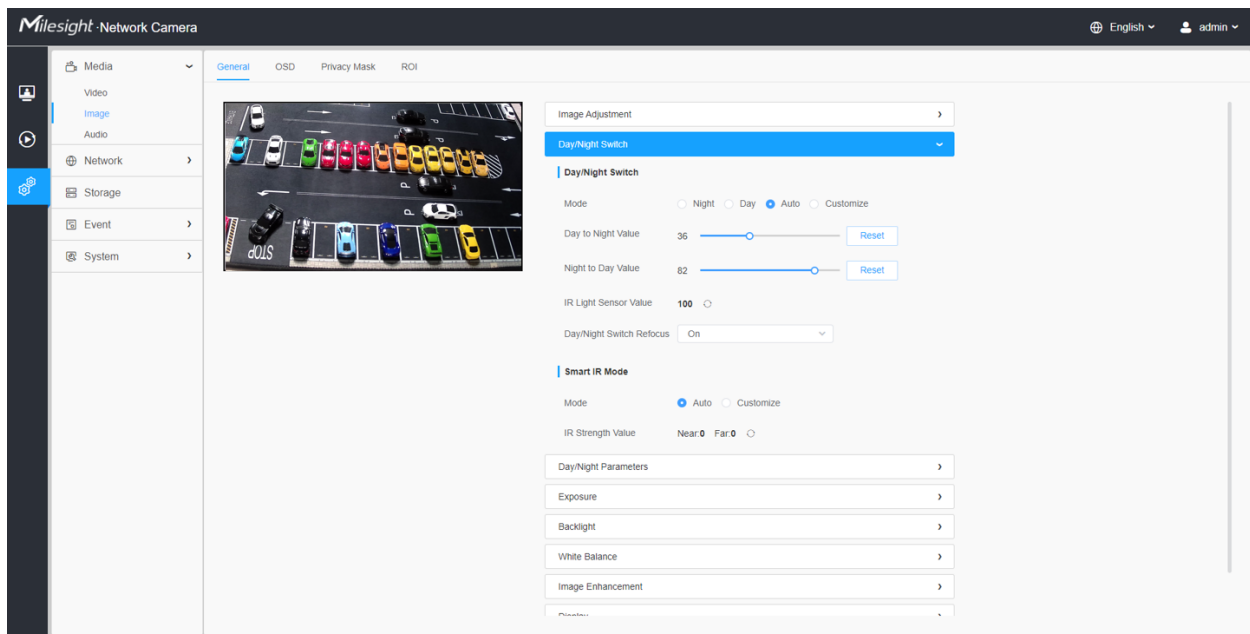 Milesight · Network Camera
English
admin
Media
Video
Image
Audio
Network
Storage
Event
System
General OSD Privacy Mask ROI
P
P
P
P
STOP
Image Adjustment
Day/Night Switch
Day/Night Switch
Mode Night Day Auto Customize
Day to Night Value 36 Reset
Night to Day Value 82 Reset
IR Light Sensor Value 100
Day/Night Switch Refocus On
Smart IR Mode
Mode Auto Customize
IR Strength Value Near:0 Far:0
Day/Night Parameters
Exposure
Backlight
White Balance
Image Enhancement
Display